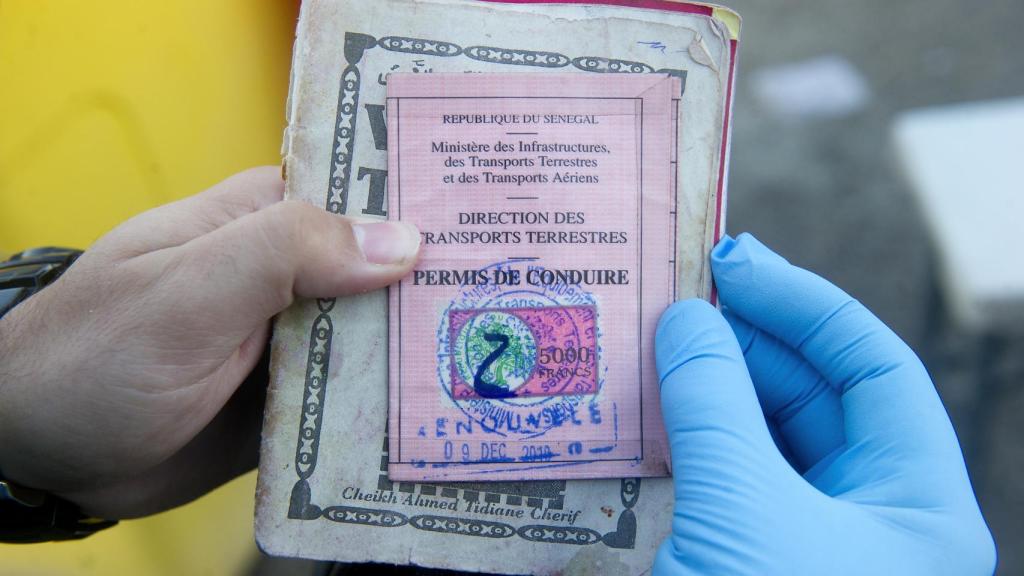 REPUBLIQUE DU SENEGAL
Ministère des Infrastructures,
des Transports Terrestres
et des Transports Aériens
DIRECTION DES
TRANSPORTS TERRESTRES
PERMIS DE CONDUIRE
5000
FRANCS
09 DEC. 2010
Cheikh Ahmed Tidiane Cherif